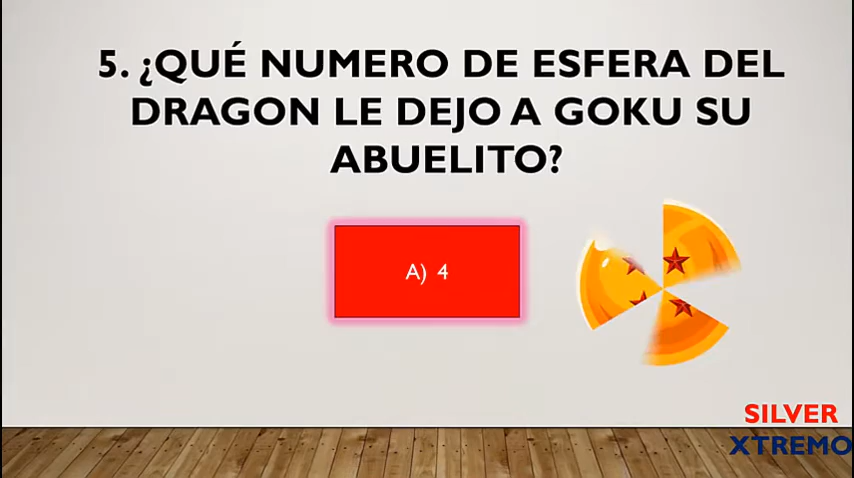 5. ¿QUÉ NUMERO DE ESFERA DEL
DRAGON LE DEJO A GOKU SU
ABUELITO?
A) 4
SILVER
XTREMO